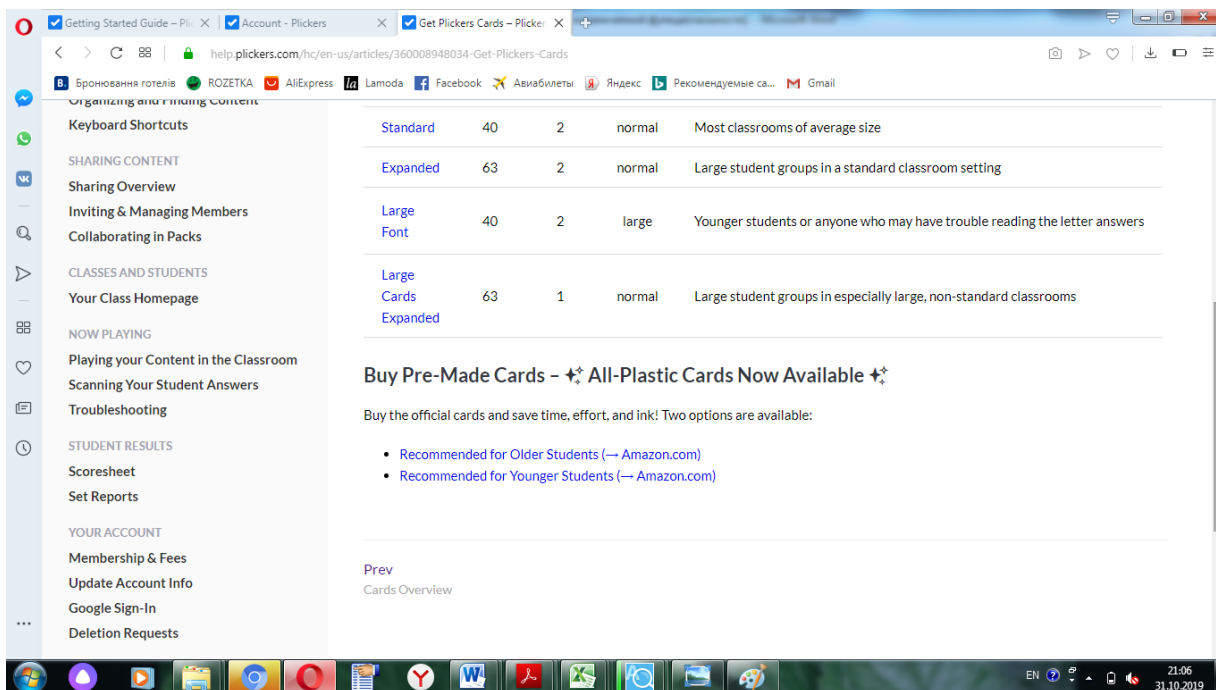 Getting Started Guide – Pli
Account - Plickers
Get Plickers Cards – Plicker
Microsoft Word
help.plickers.com/hc/en-us/articles/360008948034-Get-Plickers-Cards
B. Бронювання готелів ROZETKA AliExpress la Lamoda Facebook Авиабилеты Я Яндекс Рекомендуемые са... Gmail
Organizing and Finding Content
Keyboard Shortcuts
SHARING CONTENT
Sharing Overview
Inviting & Managing Members
Collaborating in Packs
CLASSES AND STUDENTS
Your Class Homepage
NOW PLAYING
Playing your Content in the Classroom
Scanning Your Student Answers
Troubleshooting
STUDENT RESULTS
Scoresheet
Set Reports
YOUR ACCOUNT
Membership & Fees
Update Account Info
Google Sign-In
Deletion Requests
Standard 40 2 normal Most classrooms of average size
Expanded 63 2 normal Large student groups in a standard classroom setting
Large
Font 40 2 large Younger students or anyone who may have trouble reading the letter answers
Large
Cards 63 1 normal Large student groups in especially large, non-standard classrooms
Expanded
Buy Pre-Made Cards – ✨ All-Plastic Cards Now Available ✨
Buy the official cards and save time, effort, and ink! Two options are available:
• Recommended for Older Students (→ Amazon.com)
• Recommended for Younger Students (→ Amazon.com)
Prev
Cards Overview
EN 21:06
31.10.2019